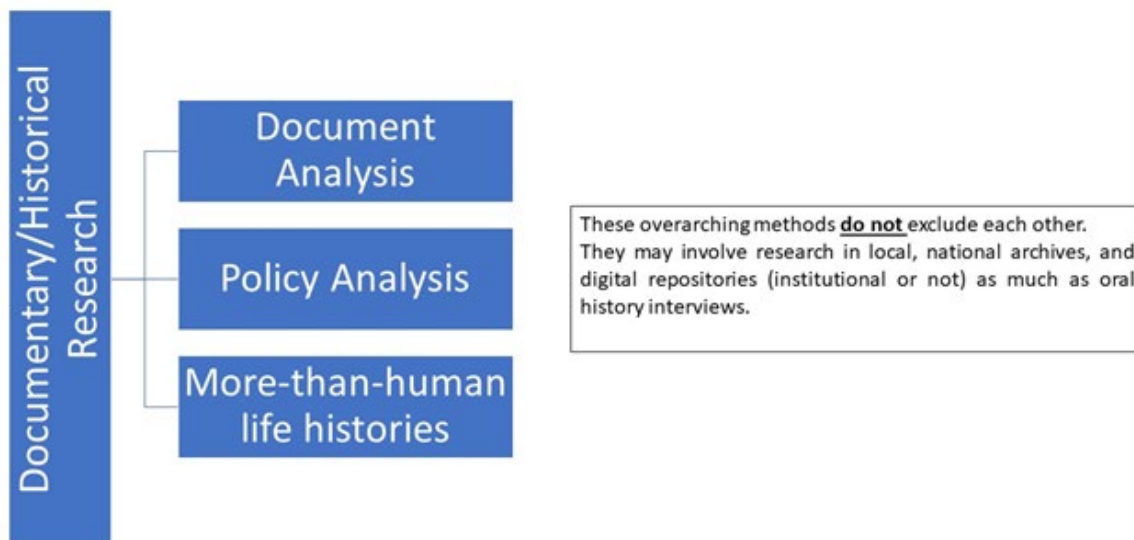 Documentary/Historical
Research
Document
Analysis
Policy Analysis
More-than-human
life histories
These overarching methods do not exclude each other.
They may involve research in local, national archives, and
digital repositories (institutional or not) as much as oral
history interviews.